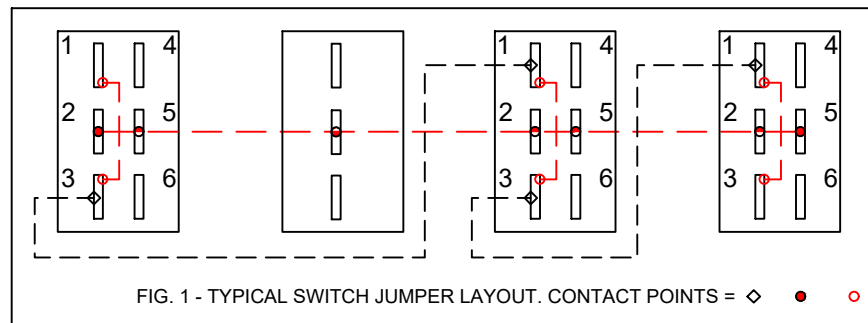 1 4 1 4 1 4
2 5 2 5 2 5
3 6 3 6 3 6
FIG. 1 - TYPICAL SWITCH JUMPER LAYOUT. CONTACT POINTS =